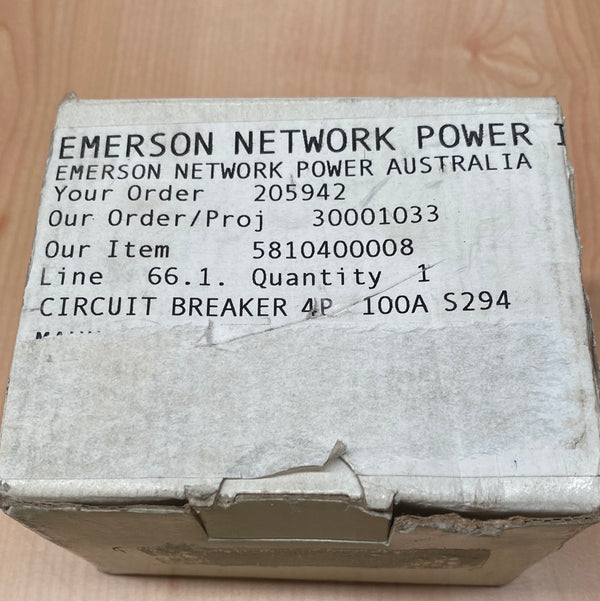 EMERSON NETWORK POWER
EMERSON NETWORK POWER AUSTRALIA
Your Order 205942
Our Order/Proj 30001033
Our Item 5810400008
Line 66.1. Quantity 1
CIRCUIT BREAKER 4P 100A S294